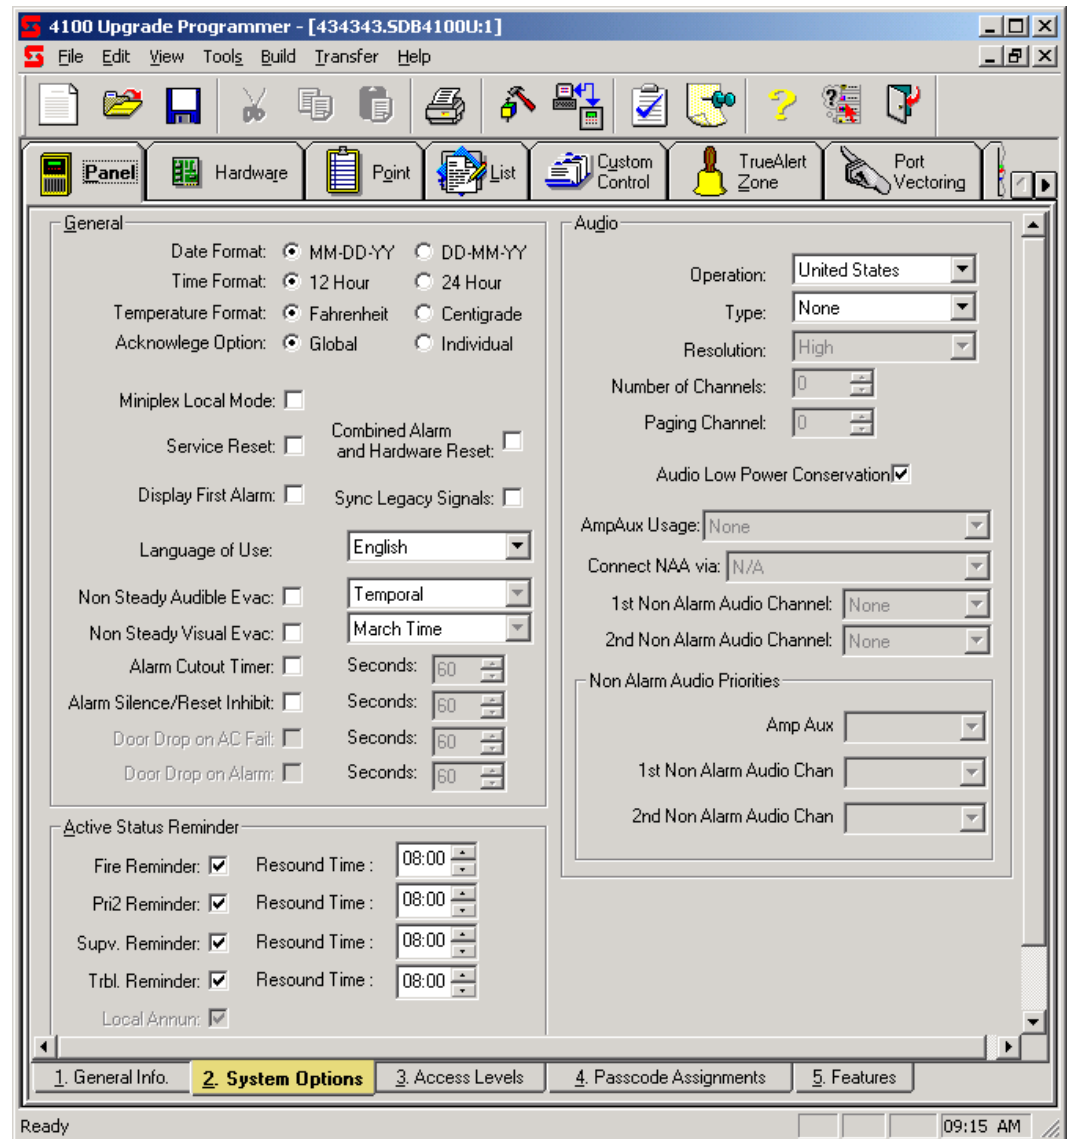 4100 Upgrade Programmer - [434343.SDB4100U:1]
File Edit View Tools Build Transfer Help
Panel Hardware Point List Custom Control TrueAlert Zone Port Vectoring
General
Date Format: MM-DD-YY DD-MM-YY
Time Format: 12 Hour 24 Hour
Temperature Format: Fahrenheit Centigrade
Acknowlege Option: Global Individual
Miniplex Local Mode:
Service Reset: Combined Alarm and Hardware Reset:
Display First Alarm: Sync Legacy Signals:
Language of Use: English
Non Steady Audible Evac: Temporal
Non Steady Visual Evac: March Time
Alarm Cutout Timer: Seconds: 60
Alarm Silence/Reset Inhibit: Seconds: 60
Door Drop on AC Fail: Seconds: 60
Door Drop on Alarm: Seconds: 60
Active Status Reminder
Fire Reminder: Resound Time : 08:00
Pri2 Reminder: Resound Time : 08:00
Supv. Reminder: Resound Time : 08:00
Trbl. Reminder: Resound Time : 08:00
Local Annun:
Audio
Operation: United States
Type: None
Resolution: High
Number of Channels: 0
Paging Channel: 0
Audio Low Power Conservation
AmpAux Usage: None
Connect NAA via: N/A
1st Non Alarm Audio Channel: None
2nd Non Alarm Audio Channel: None
Non Alarm Audio Priorities
Amp Aux
1st Non Alarm Audio Chan
2nd Non Alarm Audio Chan
1. General Info. 2. System Options 3. Access Levels 4. Passcode Assignments 5. Features
Ready 09:15 AM